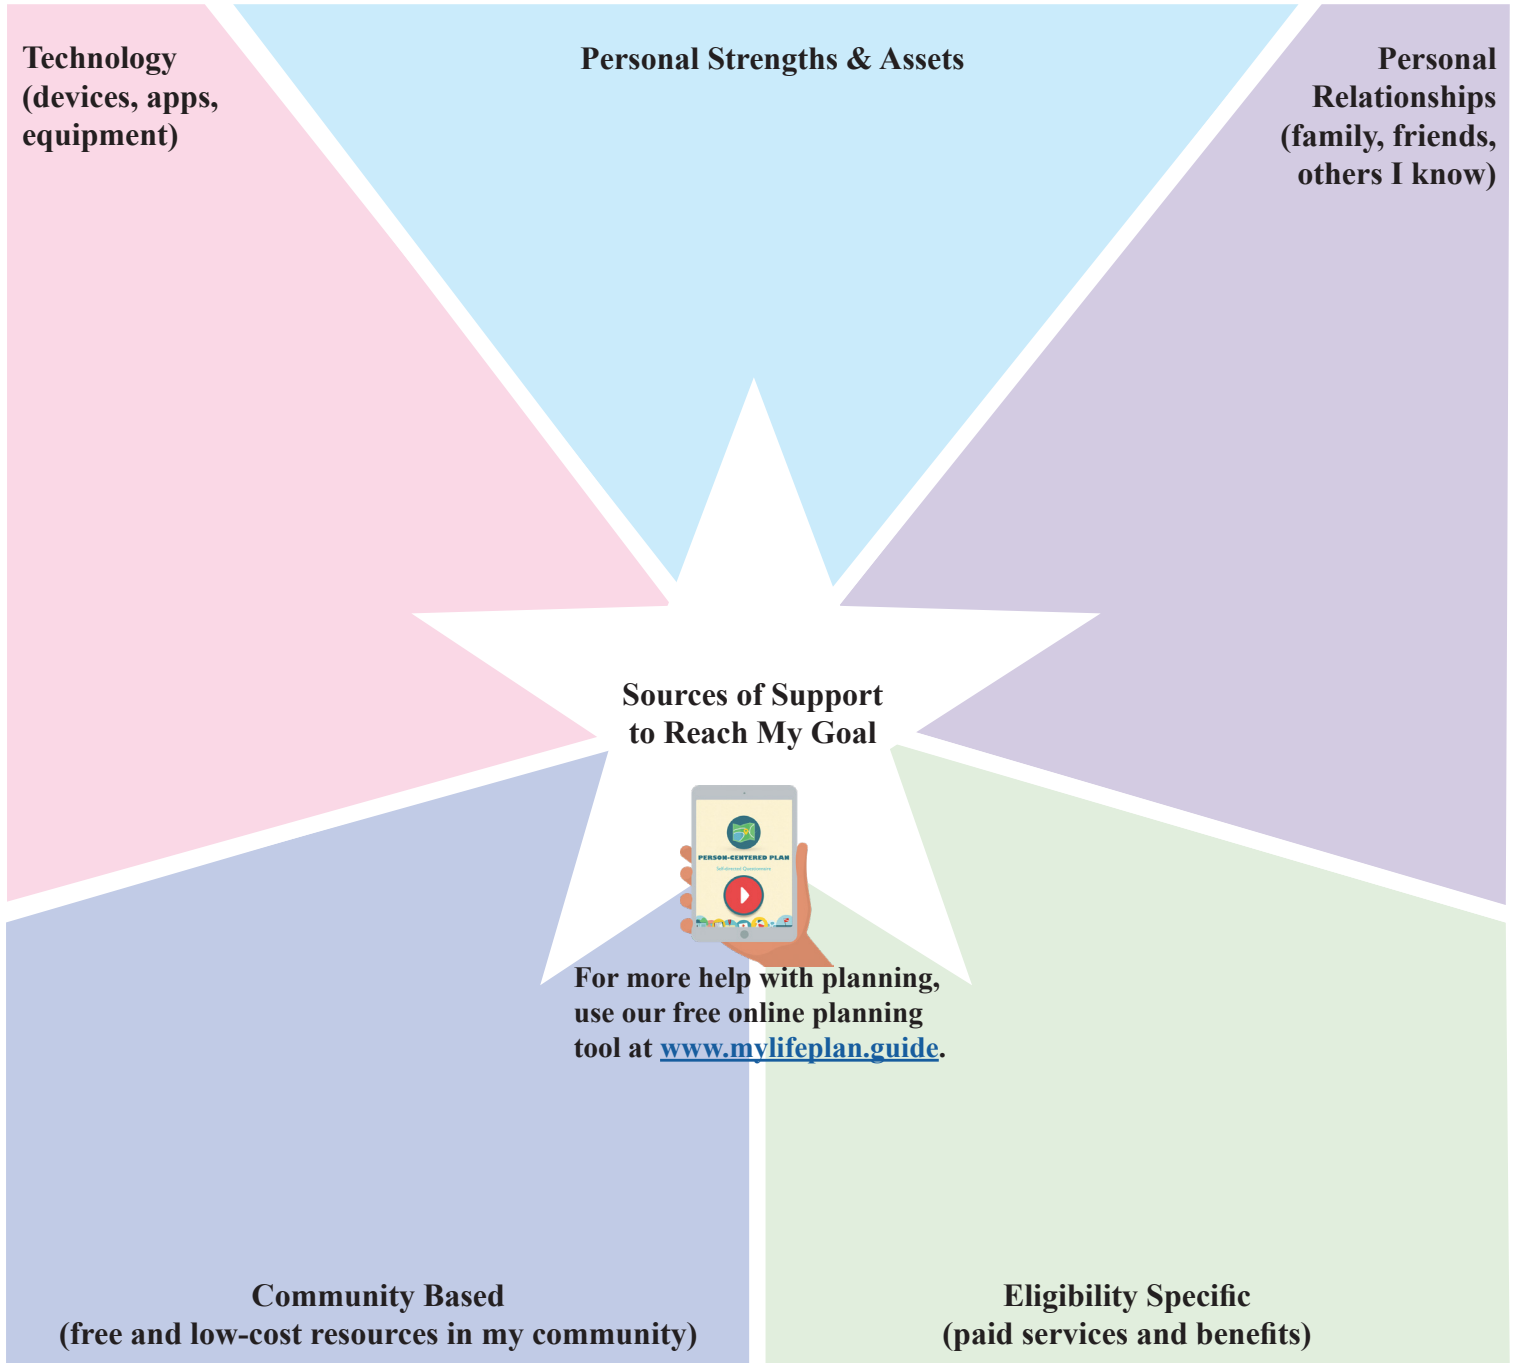 Technology
(devices, apps,
equipment)
Personal Strengths & Assets
Personal
Relationships
(family, friends,
others I know)
Sources of Support
to Reach My Goal
PERSON-CENTERED PLAN
For more help with planning,
use our free online planning
tool at www.mylifeplan.guide.
Community Based
(free and low-cost resources in my community)
Eligibility Specific
(paid services and benefits)